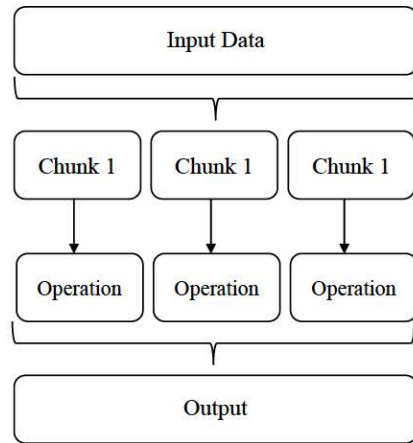 Input Data
Chunk 1 Chunk 1 Chunk 1
Operation Operation Operation
Output